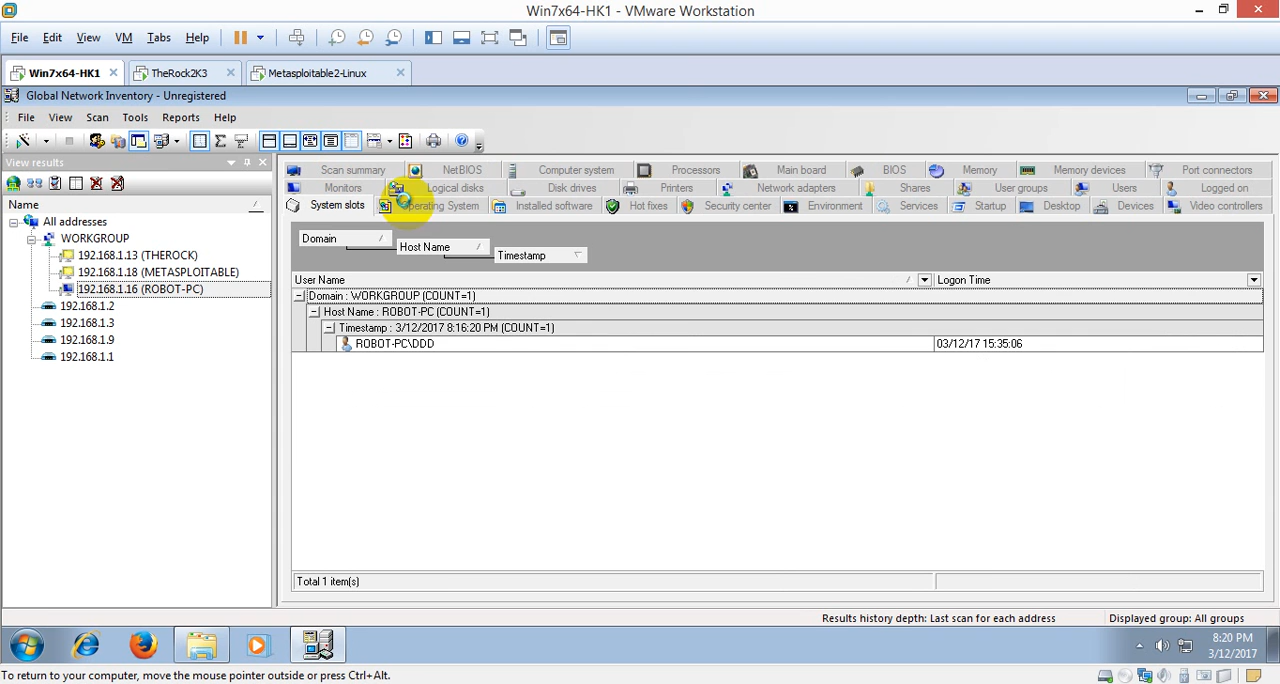 Win7x64-HK1 - VMware Workstation
File Edit View VM Tabs Help
Win7x64-HK1 TheRock2K3 Metasploitable2-Linux
Global Network Inventory - Unregistered
File View Scan Tools Reports Help
View results
Name
All addresses
WORKGROUP
192.168.1.13 (THEROCK)
192.168.1.18 (METASPLOITABLE)
192.168.1.16 (ROBOT-PC)
192.168.1.2
192.168.1.3
192.168.1.9
192.168.1.1
Scan summary NetBIOS Computer system Processors Main board BIOS Memory Memory devices Port connectors
Monitors Logical disks Disk drives Printers Network adapters Shares User groups Users Logged on
System slots Operating System Installed software Hot fixes Security center Environment Services Startup Desktop Devices Video controllers
Domain
Host Name
Timestamp
User Name Logon Time
Domain : WORKGROUP (COUNT=1)
Host Name : ROBOT-PC (COUNT=1)
Timestamp : 3/12/2017 8:16:20 PM (COUNT=1)
ROBOT-PC\DDD 03/12/17 15:35:06
Total 1 item(s)
Results history depth: Last scan for each address Displayed group: All groups
8:20 PM
3/12/2017
To return to your computer, move the mouse pointer outside or press Ctrl+Alt.